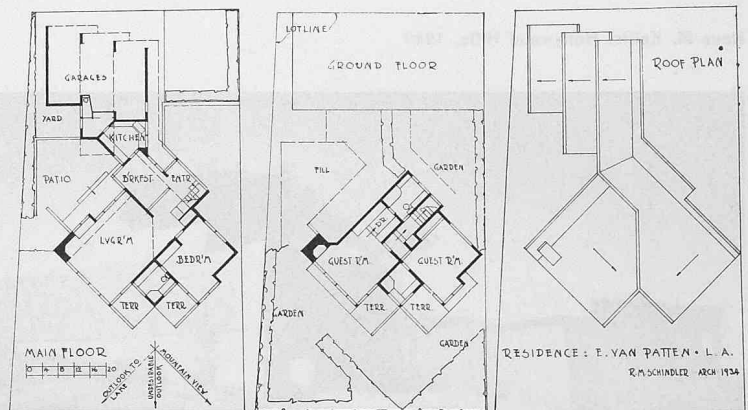 GARAGES
YARD
KITCHEN
PATIO
BRKFST.
ENTR.
LVGR'M
BEDR'M
TERR.
TERR.
MAIN FLOOR
0 4 8 12 16 20
OUTLOOK TO LAKE
UNDESIRABLE OUTLOOK
MOUNTAIN VIEW
LOTLINE
GROUND FLOOR
FILL
GARDEN
DR.
GUEST R'M.
GUEST R'M.
TERR.
TERR.
GARDEN
GARDEN
ROOF PLAN
RESIDENCE: E. VAN PATTEN • L.A.
R.M.SCHINDLER ARCH 1934